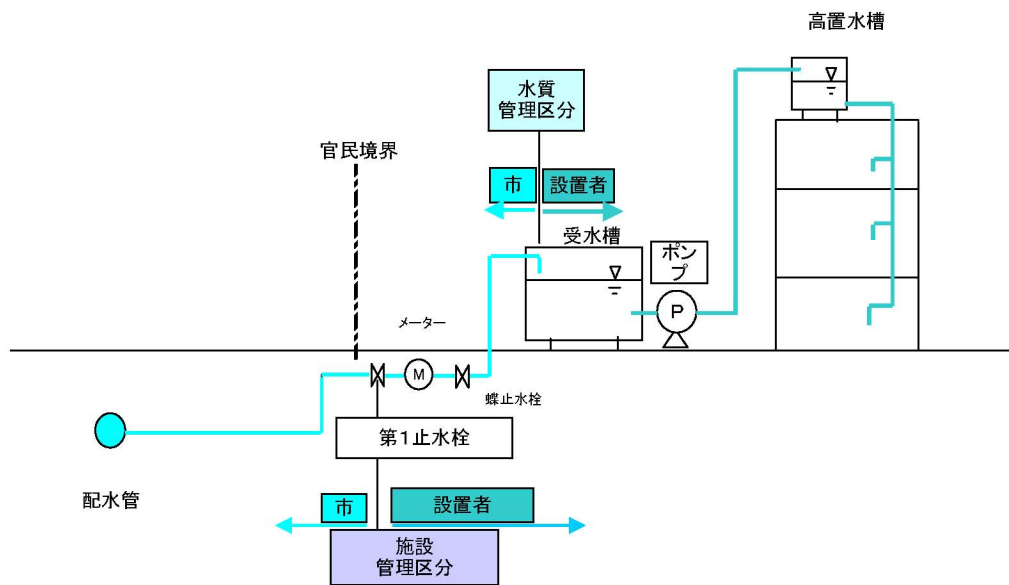 高置水槽
水質
管理区分
官民境界
市
設置者
受水槽
ポン
プ
P
メーター
M
蝶止水栓
第１止水栓
配水管
市
設置者
施設
管理区分